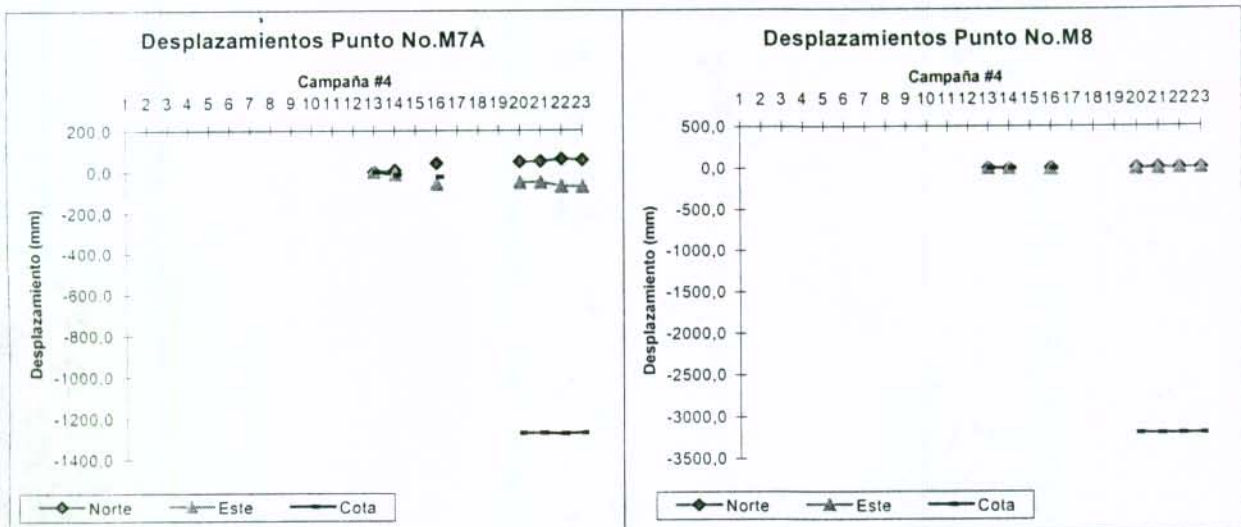 Desplazamientos Punto No.M7A
Campaña #4
1 2 3 4 5 6 7 8 9 10 11 12 13 14 16 17 18 19 20 21 22 23
200.0
0.0
-200.0
-400.0
-600.0
-800.0
-1000.0
-1200.0
-1400.0
Desplazamiento (mm)
Norte Este Cota
Desplazamientos Punto No.M8
Campaña #4
1 2 3 4 5 6 7 8 9 10 11 12 13 14 16 17 18 19 20 21 22 23
500,0
0,0
-500,0
-1000,0
-1500,0
-2000,0
-2500,0
-3000,0
-3500,0
Desplazamiento (mm)
Norte Este Cota